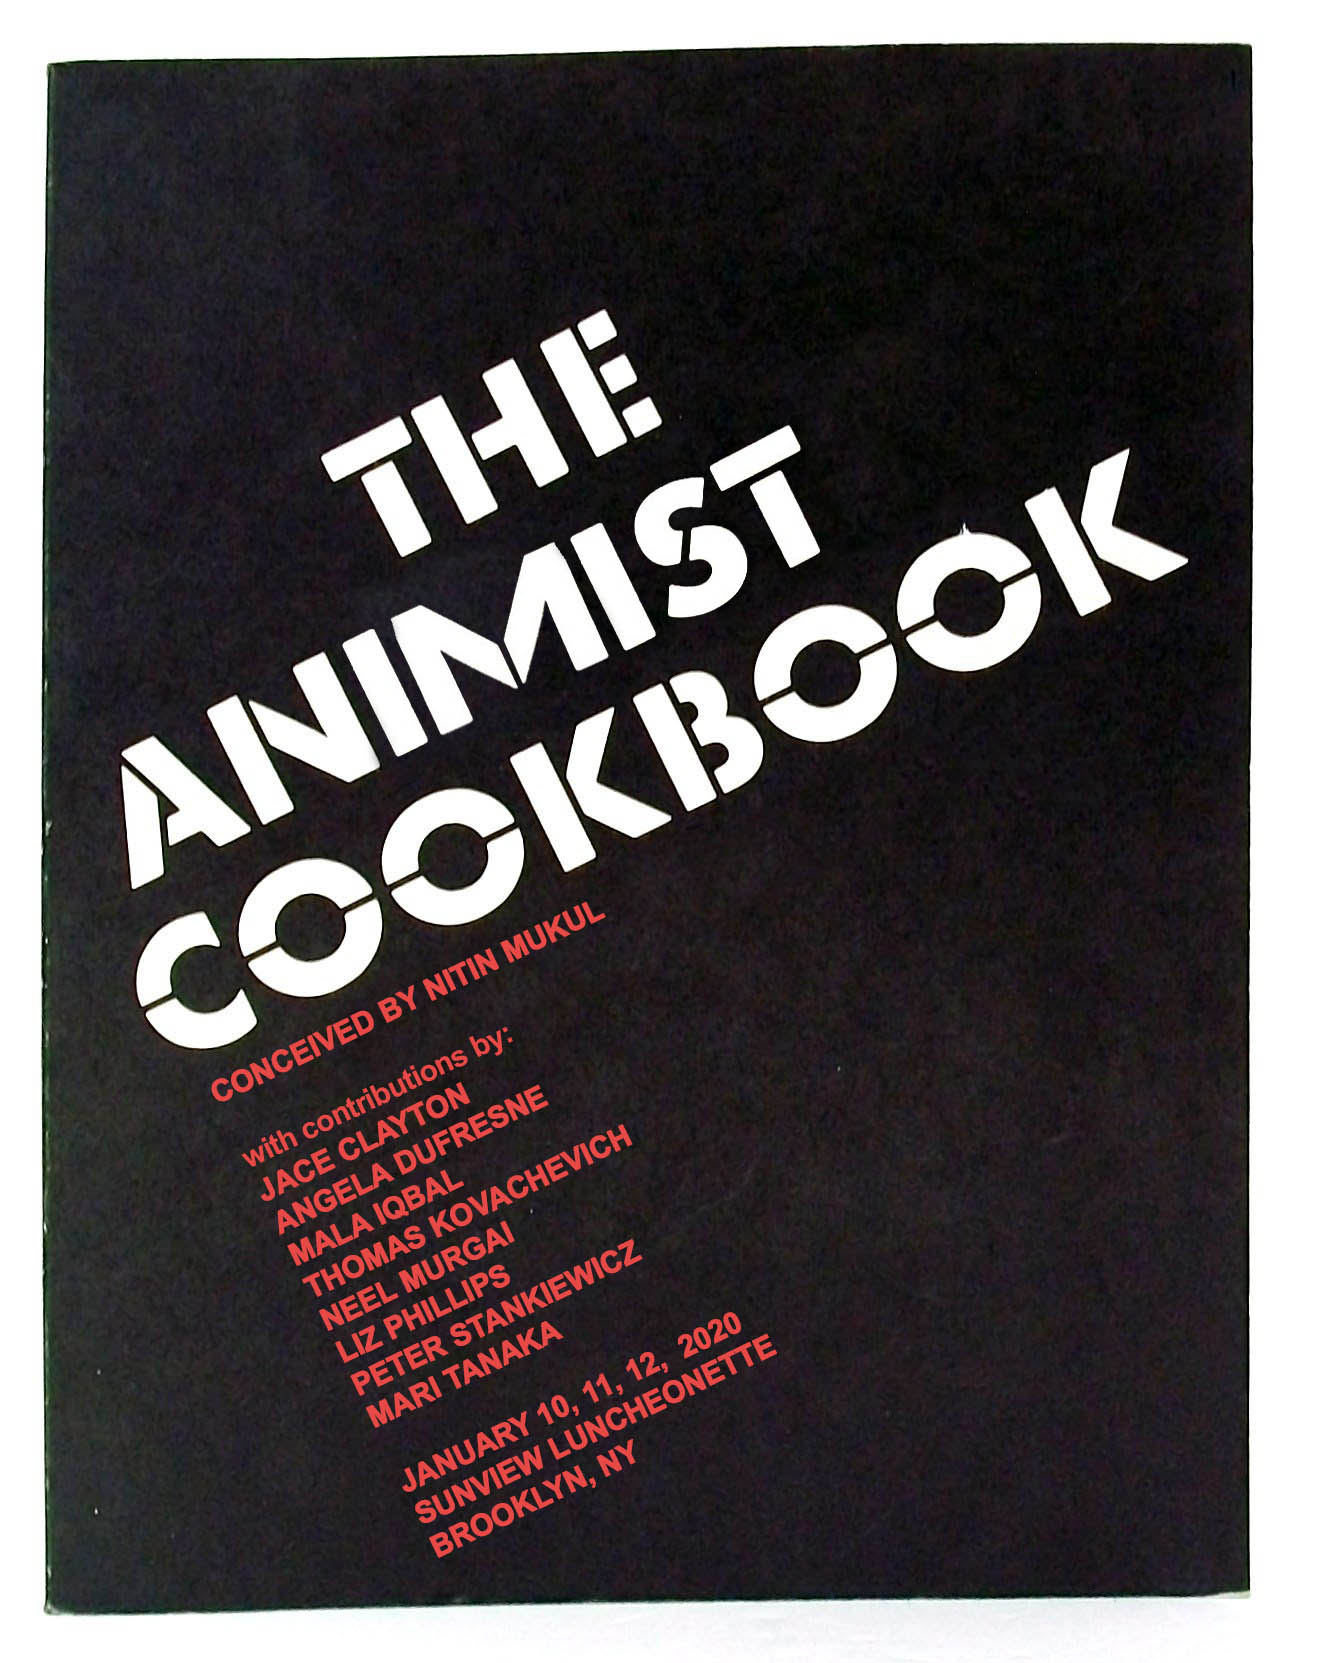 THE
ANIMIST
COOKBOOK
CONCEIVED BY NITIN MUKUL
with contributions by:
JACE CLAYTON
ANGELA DUFRESNE
MALA IQBAL
THOMAS KOVACHEVICH
NEEL MURGAI
LIZ PHILLIPS
PETER STANKIEWICZ
MARI TANAKA
JANUARY 10, 11, 12, 2020
SUNVIEW LUNCHEONETTE
BROOKLYN, NY